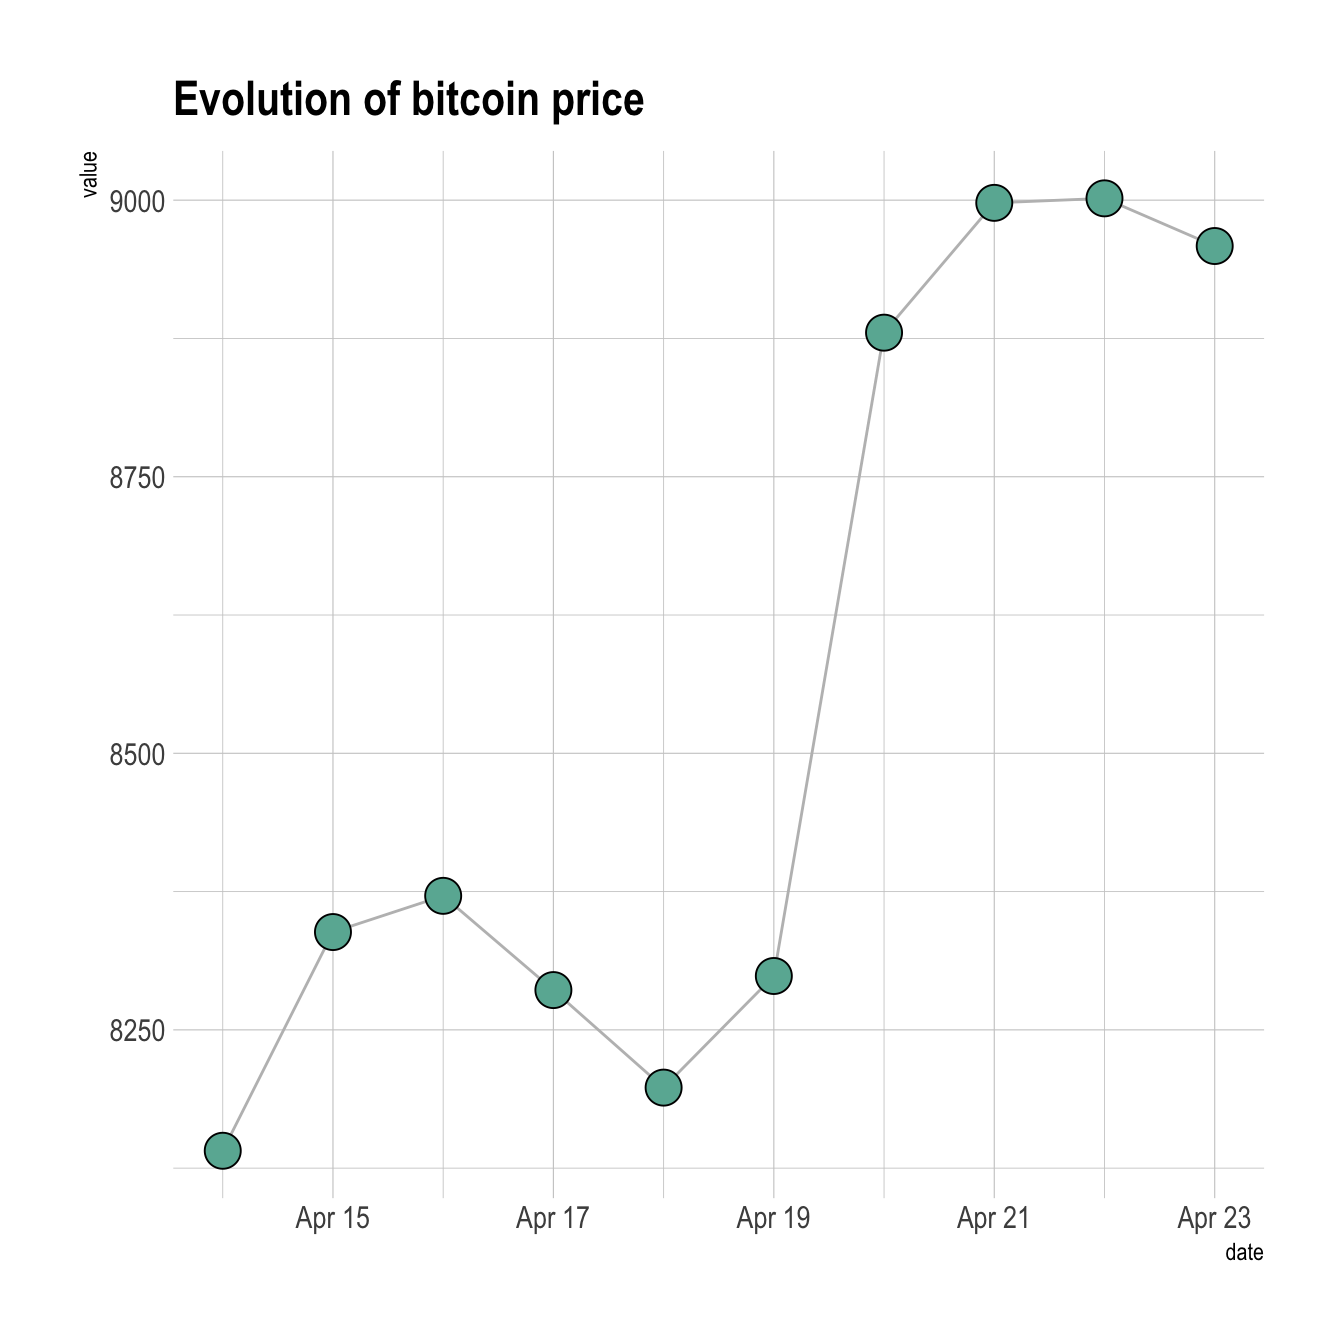 Evolution of bitcoin price
value
9000
8750
8500
8250
Apr 15 Apr 17 Apr 19 Apr 21 Apr 23
date